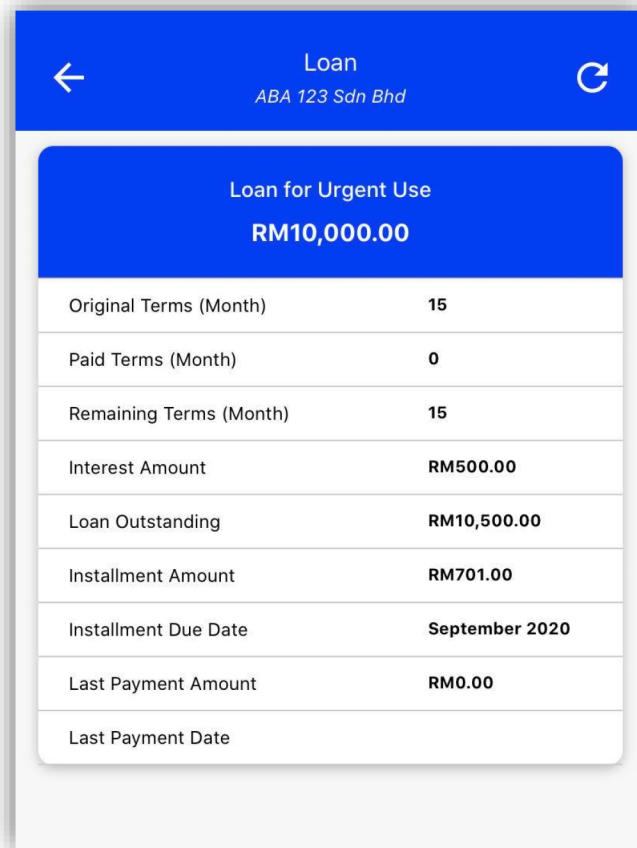 Loan
ABA 123 Sdn Bhd
Loan for Urgent Use
RM10,000.00
Original Terms (Month) 15
Paid Terms (Month) 0
Remaining Terms (Month) 15
Interest Amount RM500.00
Loan Outstanding RM10,500.00
Installment Amount RM701.00
Installment Due Date September 2020
Last Payment Amount RM0.00
Last Payment Date